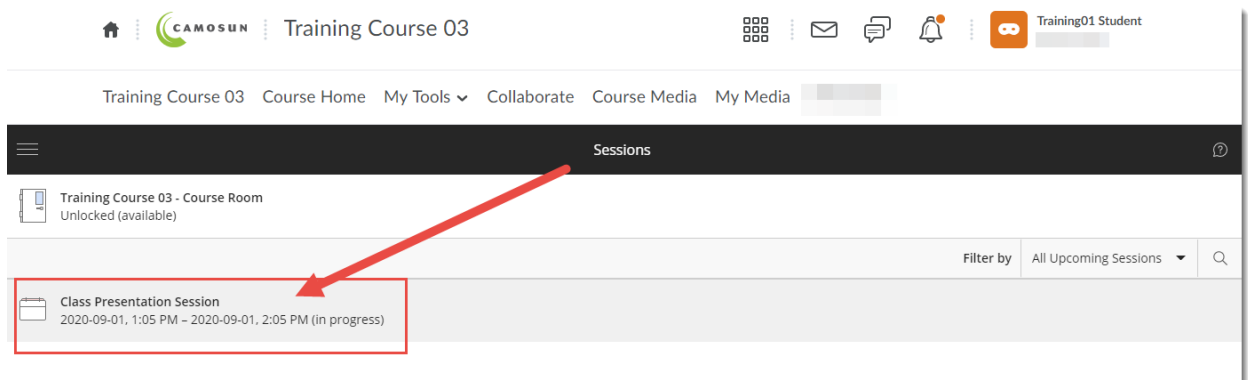 CAMOSUN
Training Course 03
Training01 Student
Training Course 03 Course Home My Tools Collaborate Course Media My Media
Sessions
Training Course 03 - Course Room
Unlocked (available)
Filter by All Upcoming Sessions
Class Presentation Session
2020-09-01, 1:05 PM – 2020-09-01, 2:05 PM (in progress)